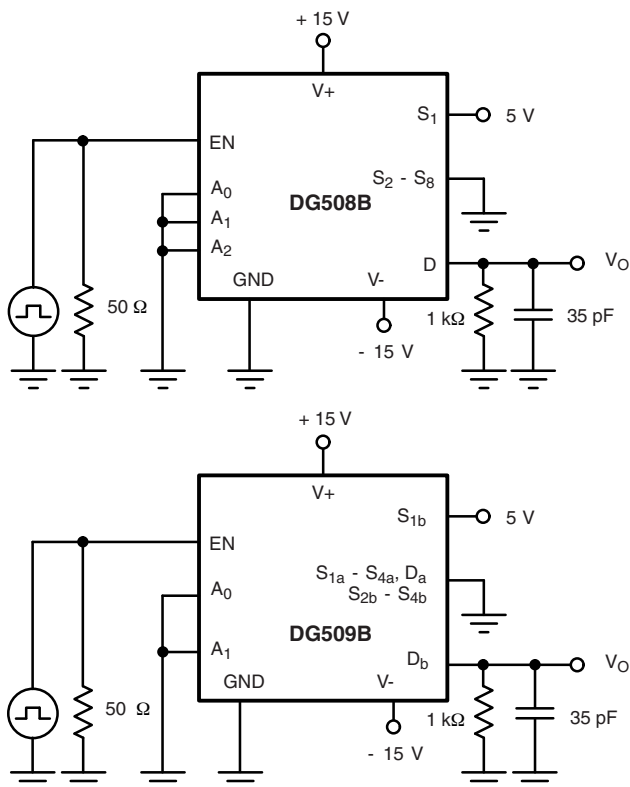 + 15 V
V+
S1
5 V
EN
A0
S2 - S8
A1
DG508B
A2
D
VO
GND
V-
50 Ω
1 kΩ
35 pF
- 15 V
+ 15 V
V+
S1b
5 V
EN
A0
S1a - S4a, Da
S2b - S4b
DG509B
A1
Db
VO
GND
V-
50 Ω
1 kΩ
35 pF
- 15 V